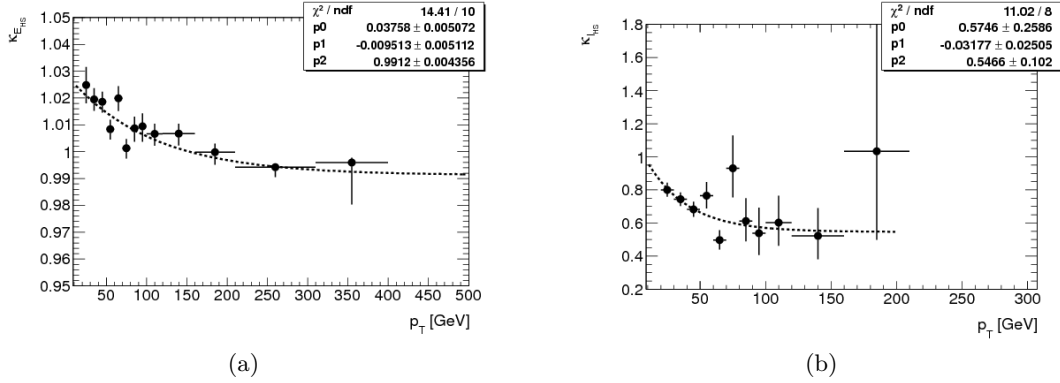 κ_E_HS
1.05
1.04
1.03
1.02
1.01
1
0.99
0.98
0.97
0.96
0.95
50 100 150 200 250 300 350 400 450 500
p_T [GeV]
χ² / ndf 14.41 / 10
p0 0.03758 ± 0.005072
p1 -0.009513 ± 0.005112
p2 0.9912 ± 0.004356
(a)
κ_I_HS
1.8
1.6
1.4
1.2
1
0.8
0.6
0.4
0.2
50 100 150 200 250 300
p_T [GeV]
χ² / ndf 11.02 / 8
p0 0.5746 ± 0.2586
p1 -0.03177 ± 0.02505
p2 0.5466 ± 0.102
(b)